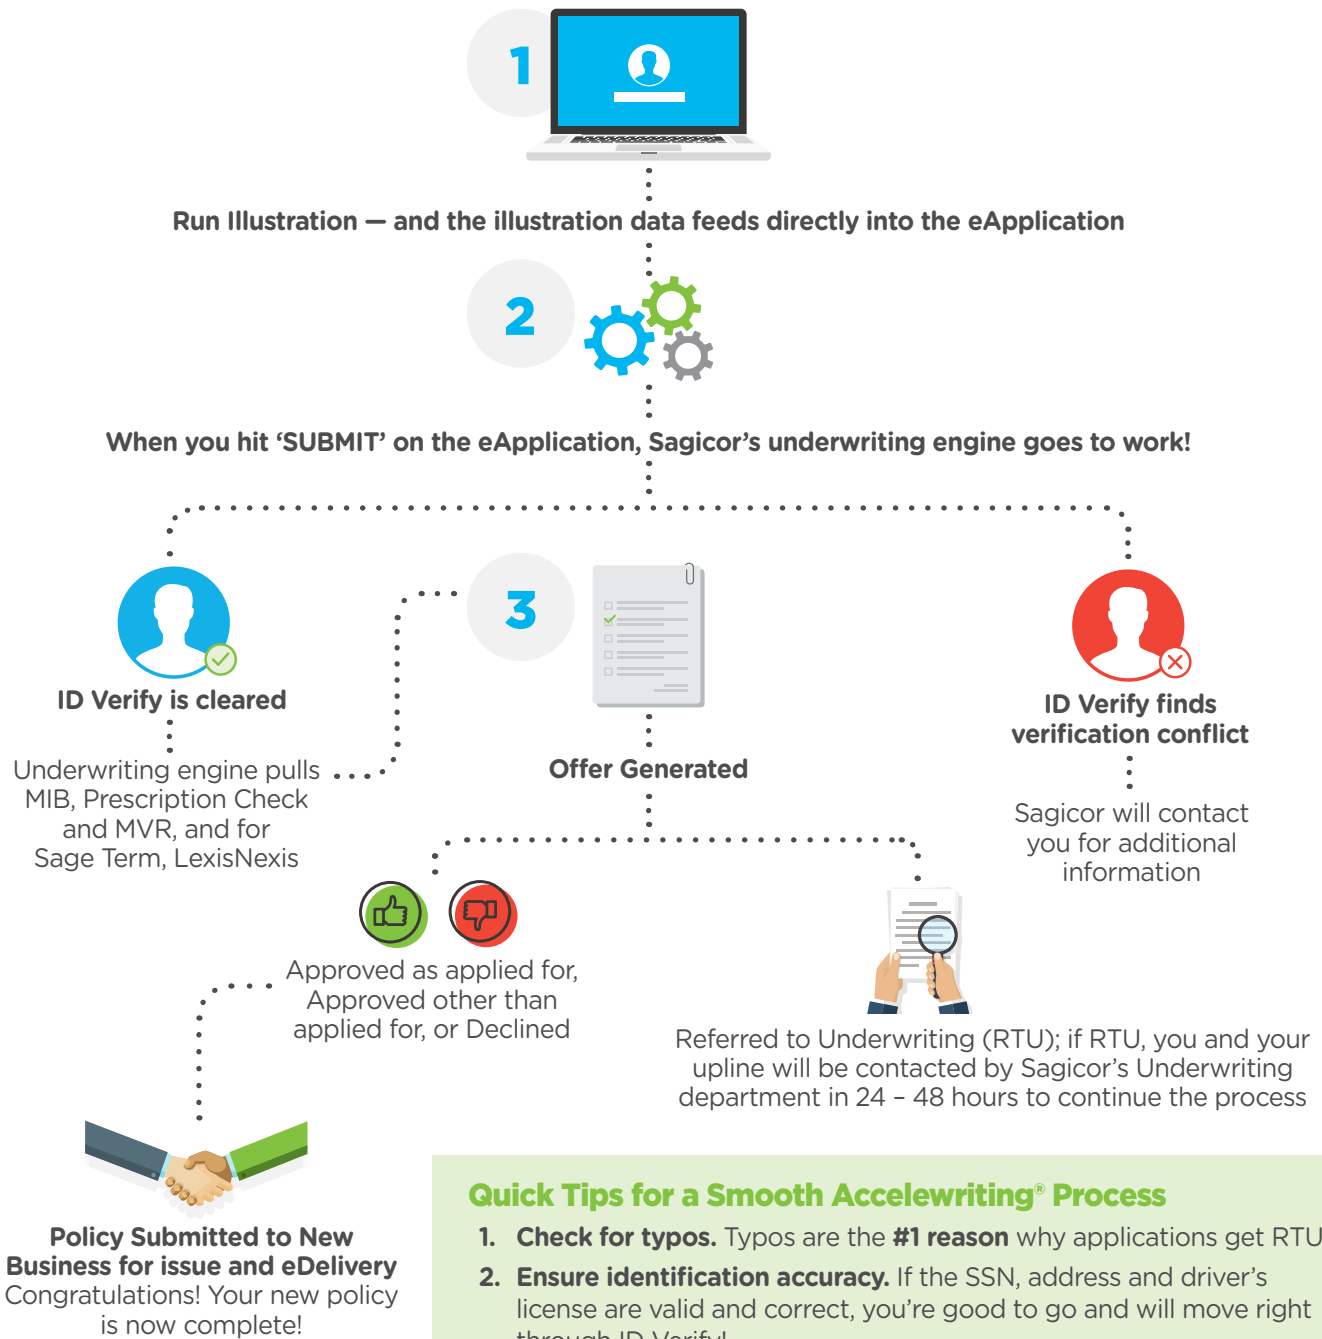 1
Run Illustration — and the illustration data feeds directly into the eApplication
2
When you hit ‘SUBMIT’ on the eApplication, Sagicor’s underwriting engine goes to work!
ID Verify is cleared
Underwriting engine pulls
MIB, Prescription Check
and MVR, and for
Sage Term, LexisNexis
3
Offer Generated
ID Verify finds
verification conflict
Sagicor will contact
you for additional
information
Approved as applied for,
Approved other than
applied for, or Declined
Referred to Underwriting (RTU); if RTU, you and your
upline will be contacted by Sagicor’s Underwriting
department in 24 – 48 hours to continue the process
Policy Submitted to New
Business for issue and eDelivery
Congratulations! Your new policy
is now complete!
Quick Tips for a Smooth Accelewriting® Process
1. Check for typos. Typos are the #1 reason why applications get RTU
2. Ensure identification accuracy. If the SSN, address and driver’s
license are valid and correct, you’re good to go and will move right
through ID Verify!